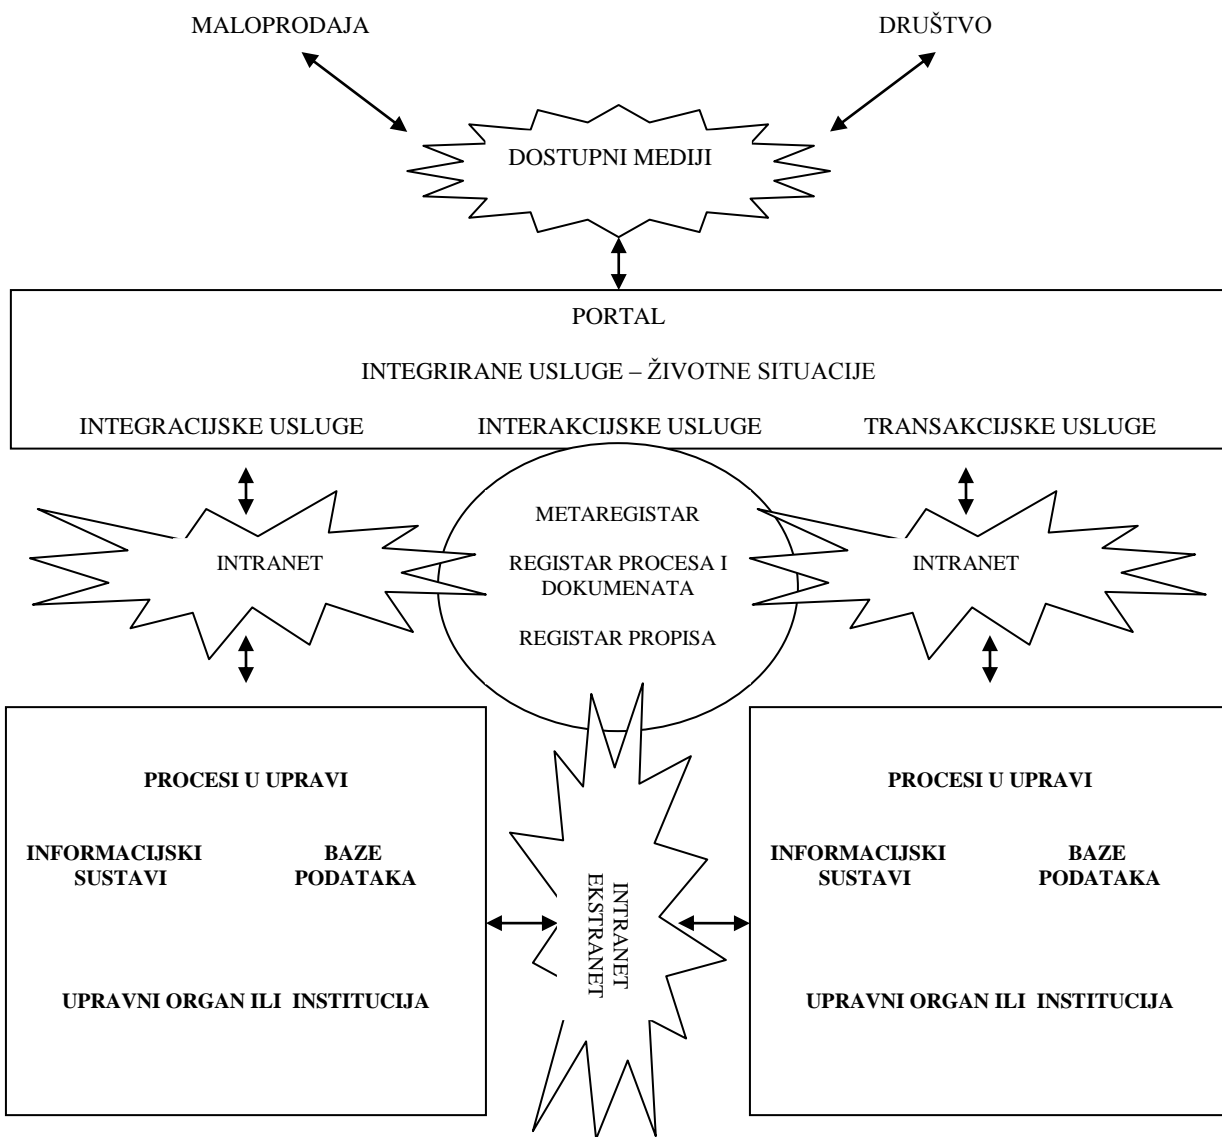 MALOPRODAJA
DRUŠTVO
DOSTUPNI MEDIJI
PORTAL
INTEGRIRANE USLUGE – ŽIVOTNE SITUACIJE
INTEGRACIJSKE USLUGE
INTERAKCIJSKE USLUGE
TRANSAKCIJSKE USLUGE
INTRANET
METAREGISTAR
REGISTAR PROCESA I
DOKUMENATA
REGISTAR PROPISA
INTRANET
PROCESI U UPRAVI
INFORMACIJSKI
SUSTAVI
BAZE
PODATAKA
UPRAVNI ORGAN ILI INSTITUCIJA
INTRANET
EKSTRANET
PROCESI U UPRAVI
INFORMACIJSKI
SUSTAVI
BAZE
PODATAKA
UPRAVNI ORGAN ILI INSTITUCIJA